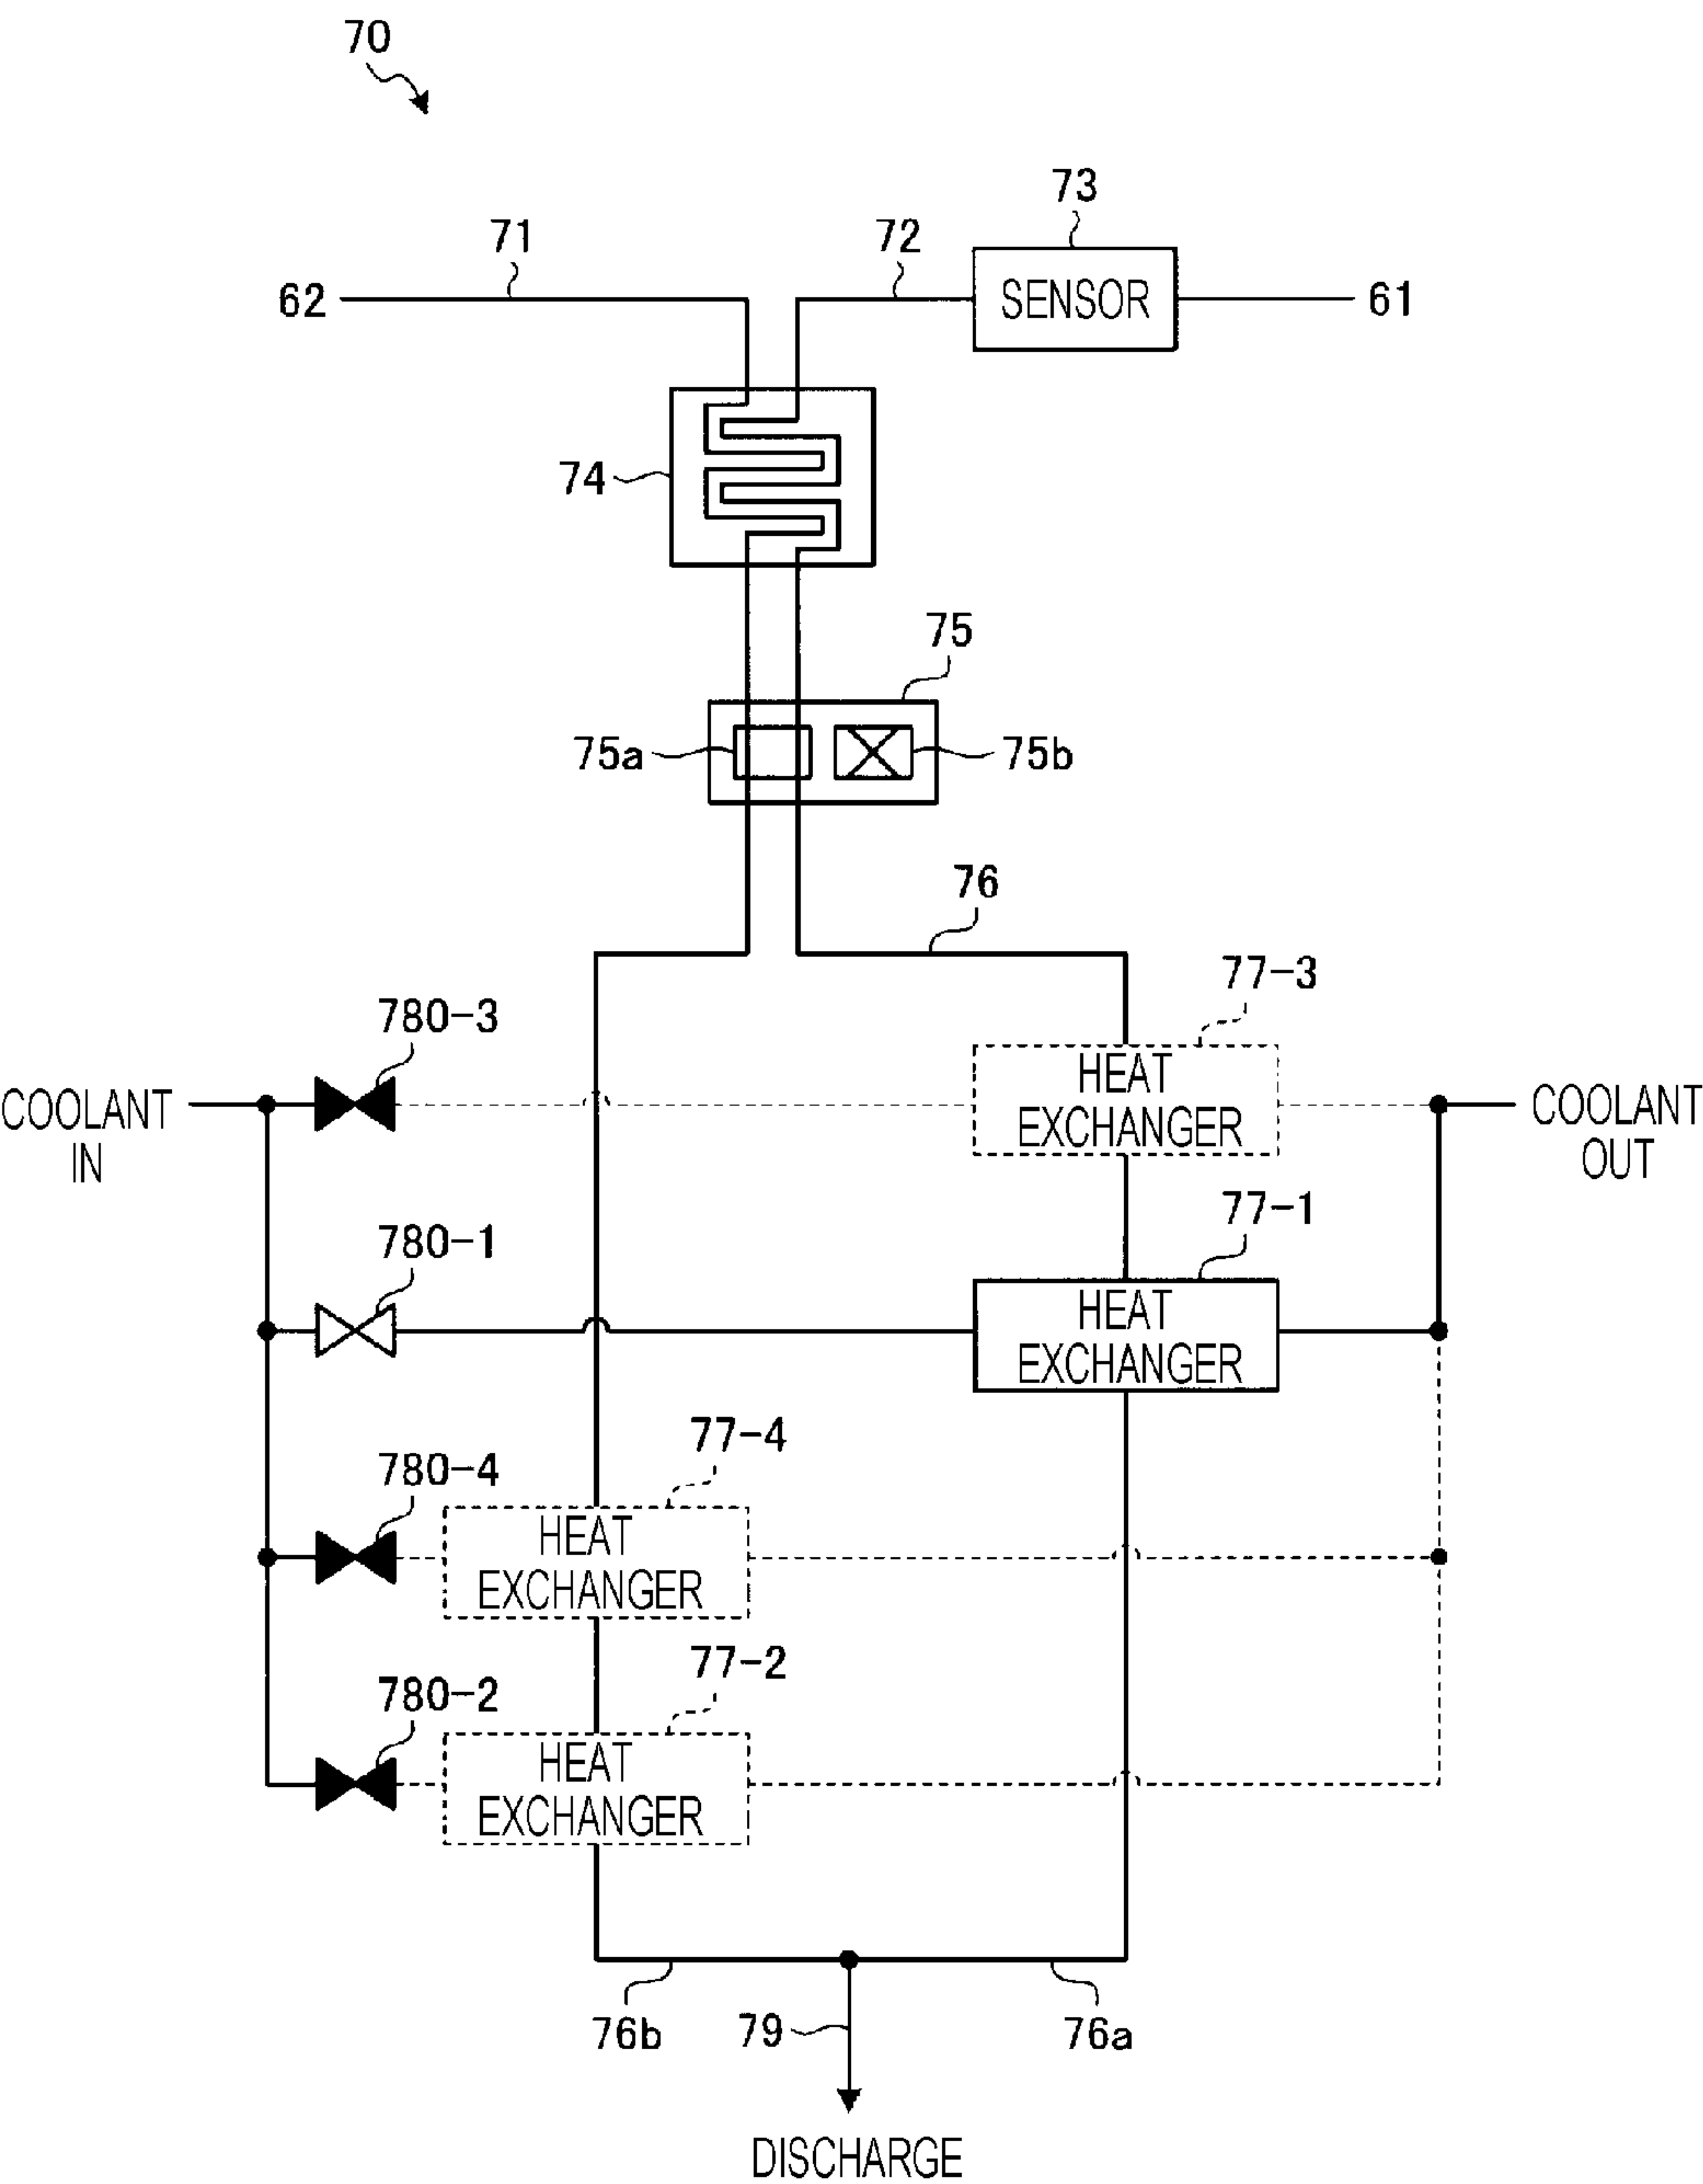 70
73
71
72
62
SENSOR
61
74
75
75a
75b
76
77-3
780-3
HEAT
EXCHANGER
COOLANT
IN
COOLANT
OUT
77-1
780-1
HEAT
EXCHANGER
77-4
780-4
HEAT
EXCHANGER
77-2
780-2
HEAT
EXCHANGER
76b
79
76a
DISCHARGE